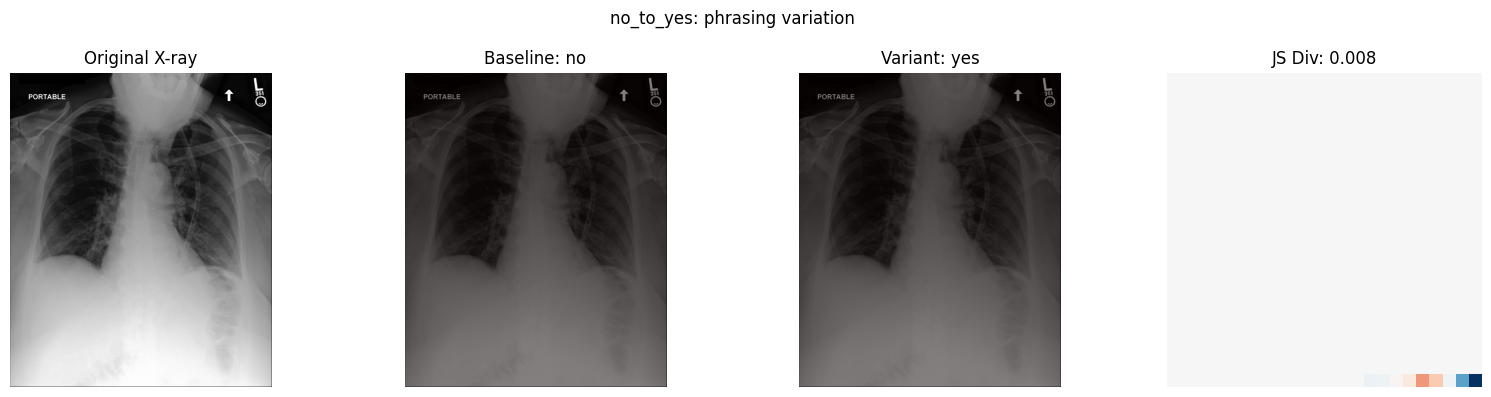 no_to_yes: phrasing variation
Original X-ray
Baseline: no
Variant: yes
JS Div: 0.008
PORTABLE
PORTABLE
PORTABLE